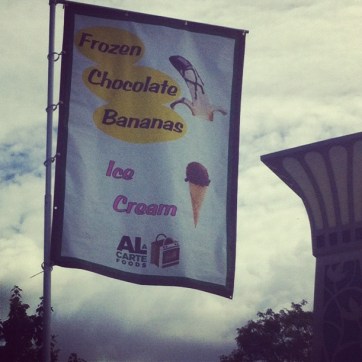 Frozen
Chocolate
Bananas
Ice
Cream
AL A
CARTE
FOODS